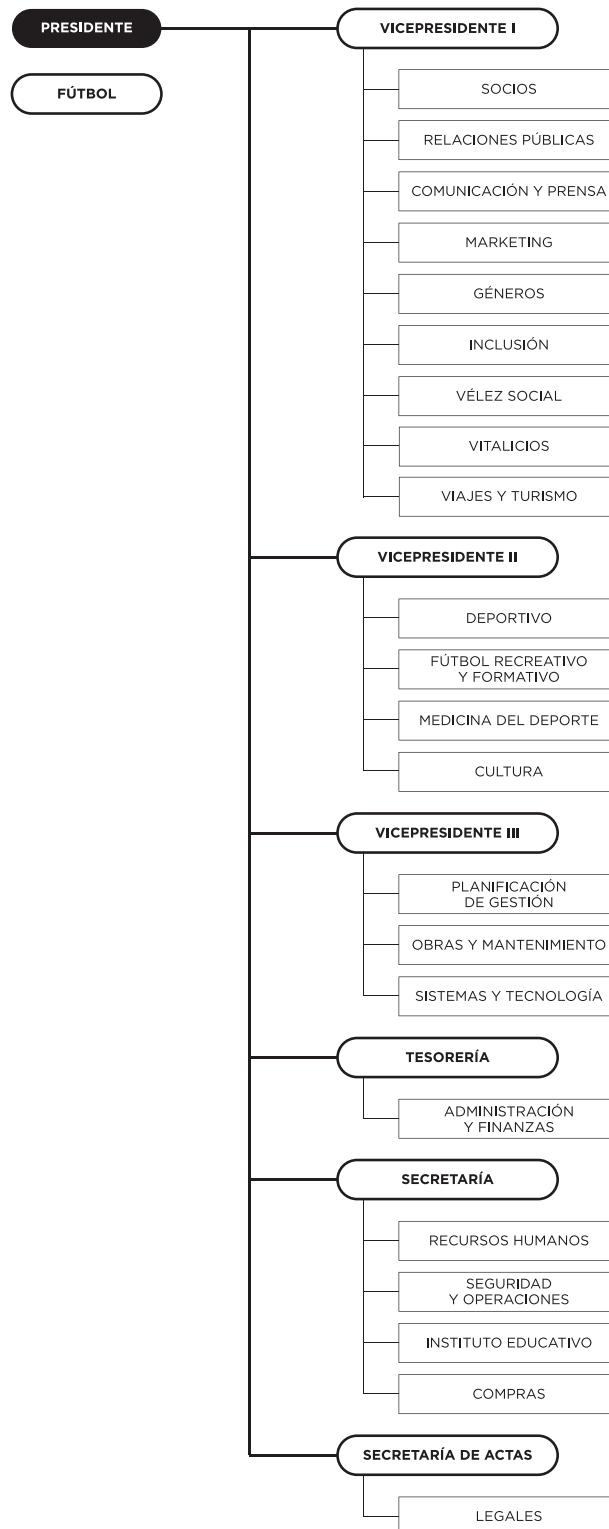 PRESIDENTE
FÚTBOL
VICEPRESIDENTE I
SOCIOS
RELACIONES PÚBLICAS
COMUNICACIÓN Y PRENSA
MARKETING
GÉNEROS
INCLUSIÓN
VÉLEZ SOCIAL
VITALICIOS
VIAJES Y TURISMO
VICEPRESIDENTE II
DEPORTIVO
FÚTBOL RECREATIVO
Y FORMATIVO
MEDICINA DEL DEPORTE
CULTURA
VICEPRESIDENTE III
PLANIFICACIÓN
DE GESTIÓN
OBRAS Y MANTENIMIENTO
SISTEMAS Y TECNOLOGÍA
TESORERÍA
ADMINISTRACIÓN
Y FINANZAS
SECRETARÍA
RECURSOS HUMANOS
SEGURIDAD
Y OPERACIONES
INSTITUTO EDUCATIVO
COMPRAS
SECRETARÍA DE ACTAS
LEGALES